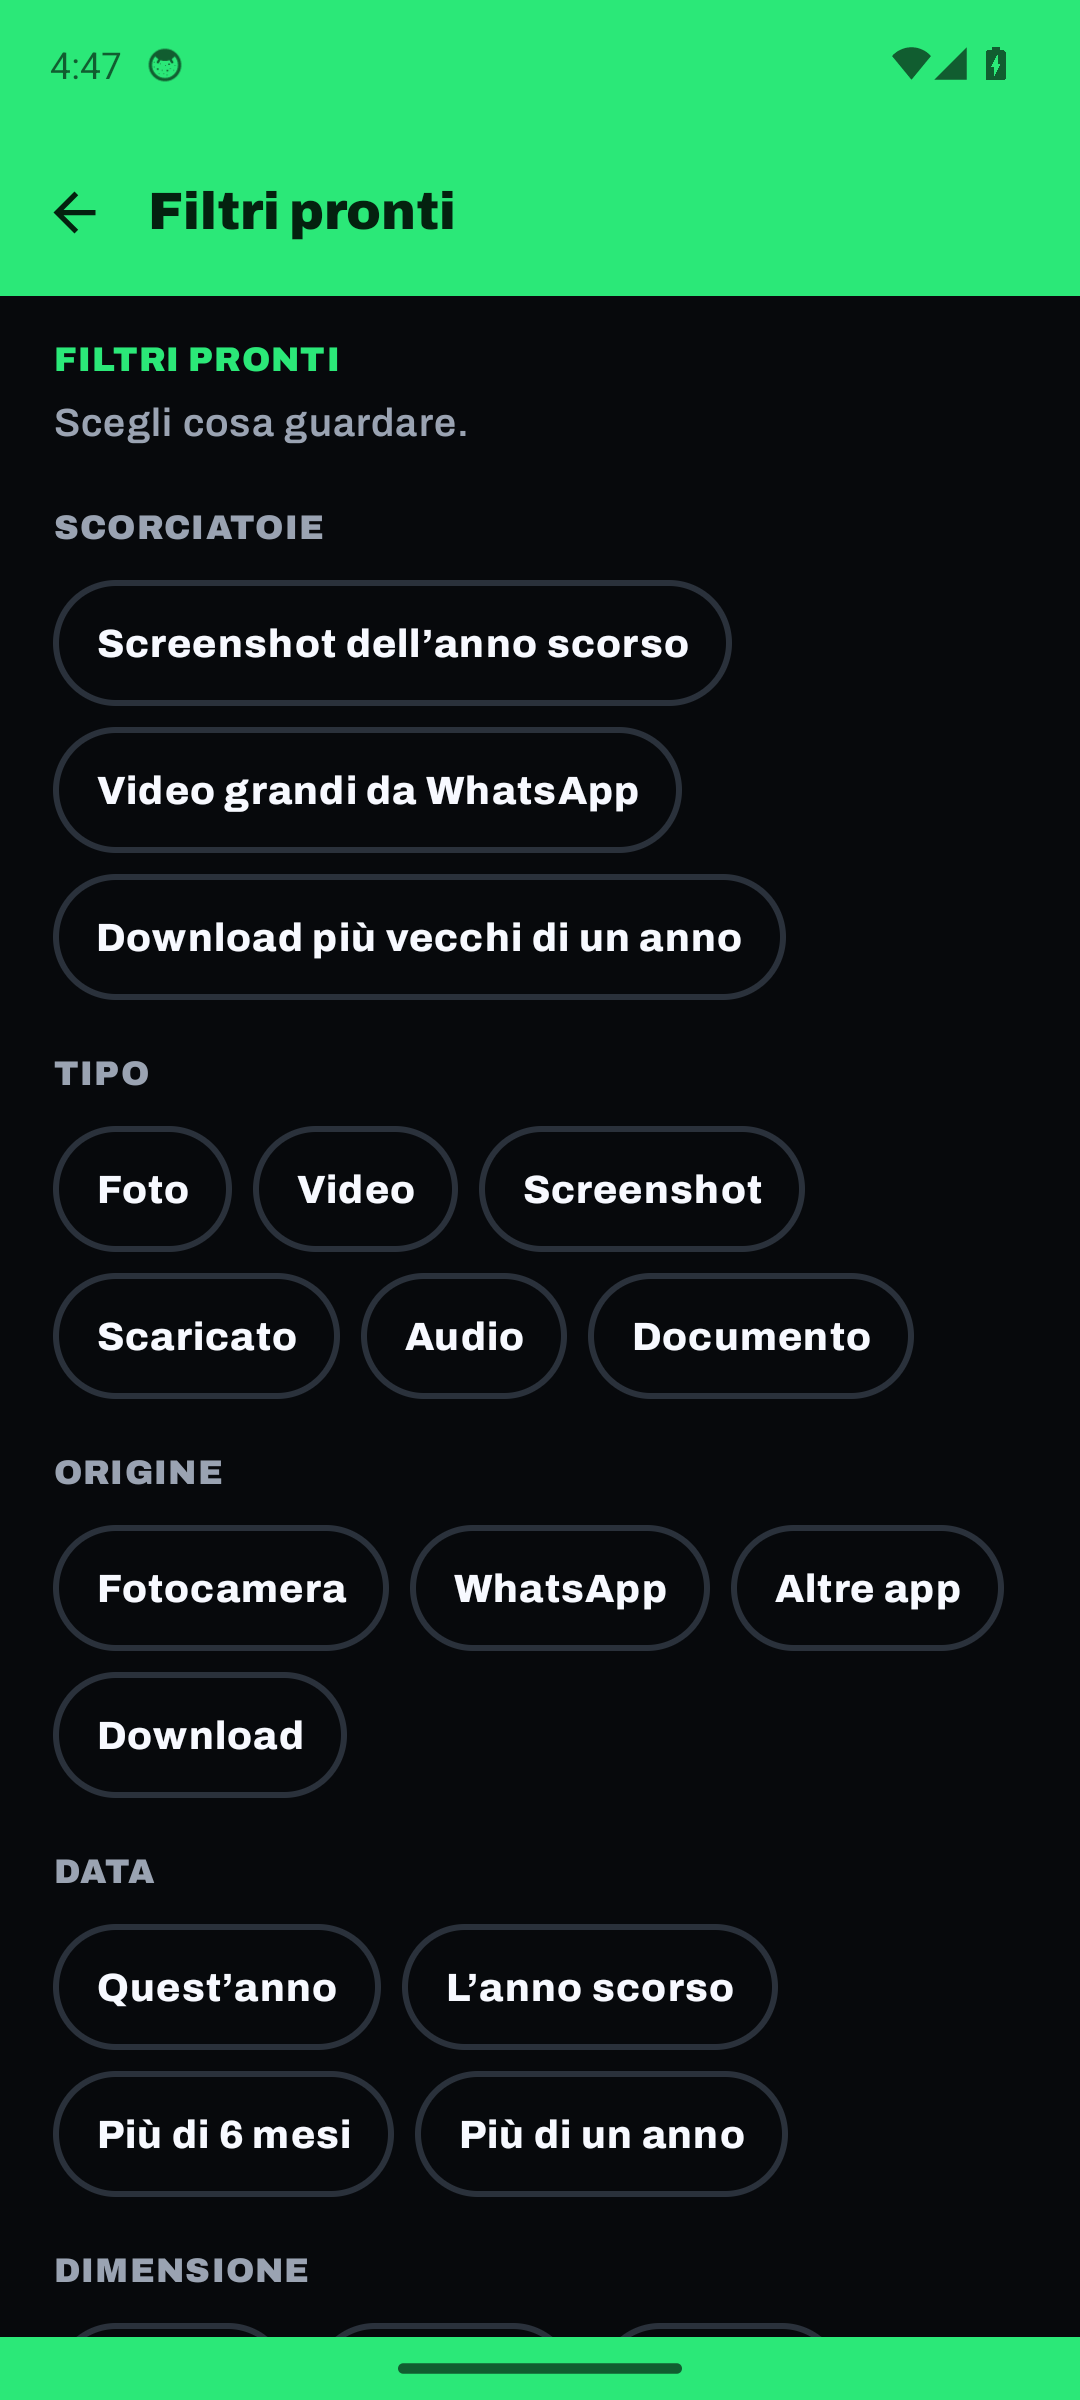 4:47
Filtri pronti
FILTRI PRONTI
Scegli cosa guardare.
SCORCIATOIE
Screenshot dell’anno scorso
Video grandi da WhatsApp
Download più vecchi di un anno
TIPO
Foto Video Screenshot
Scaricato Audio Documento
ORIGINE
Fotocamera WhatsApp Altre app
Download
DATA
Quest’anno L’anno scorso
Più di 6 mesi Più di un anno
DIMENSIONE